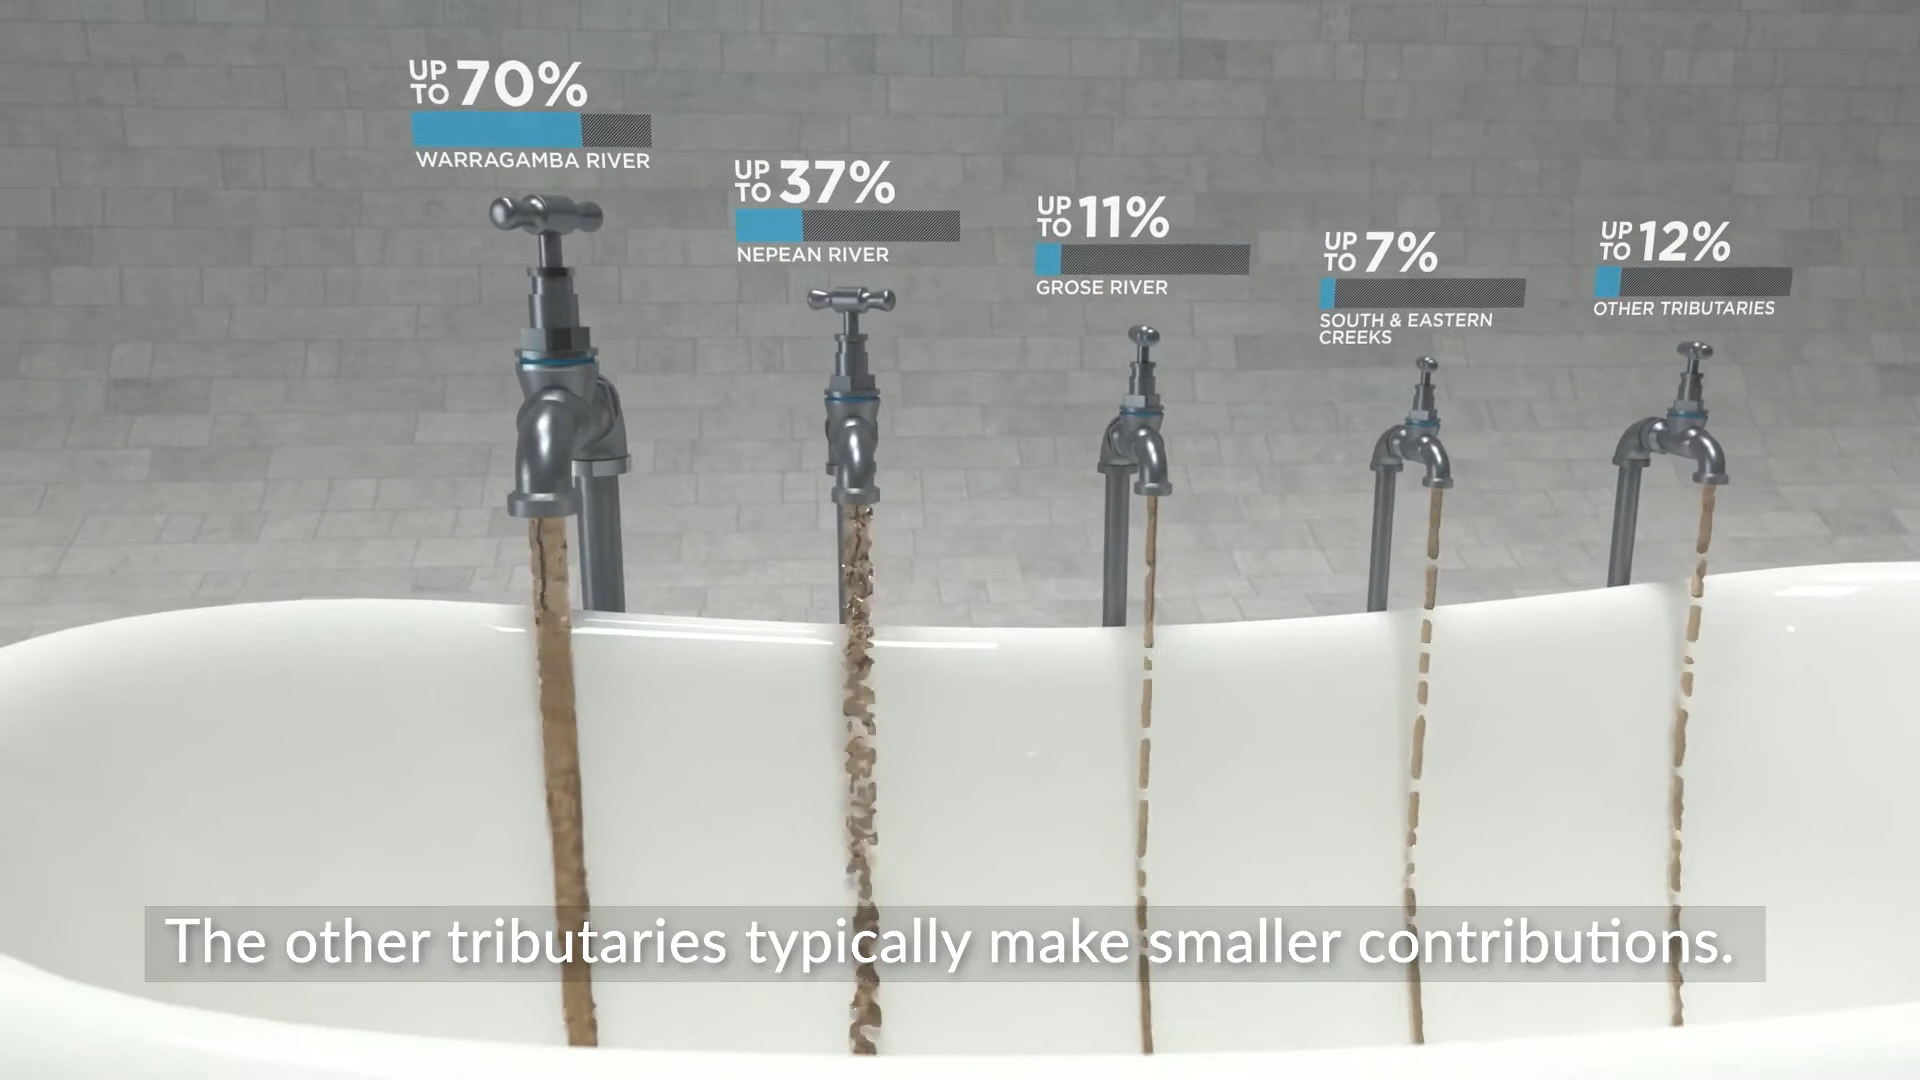 UP TO 70%
WARRAGAMBA RIVER
UP TO 37%
NEPEAN RIVER
UP TO 11%
GROSE RIVER
UP TO 7%
SOUTH & EASTERN
CREEKS
UP TO 12%
OTHER TRIBUTARIES
The other tributaries typically make smaller contributions.